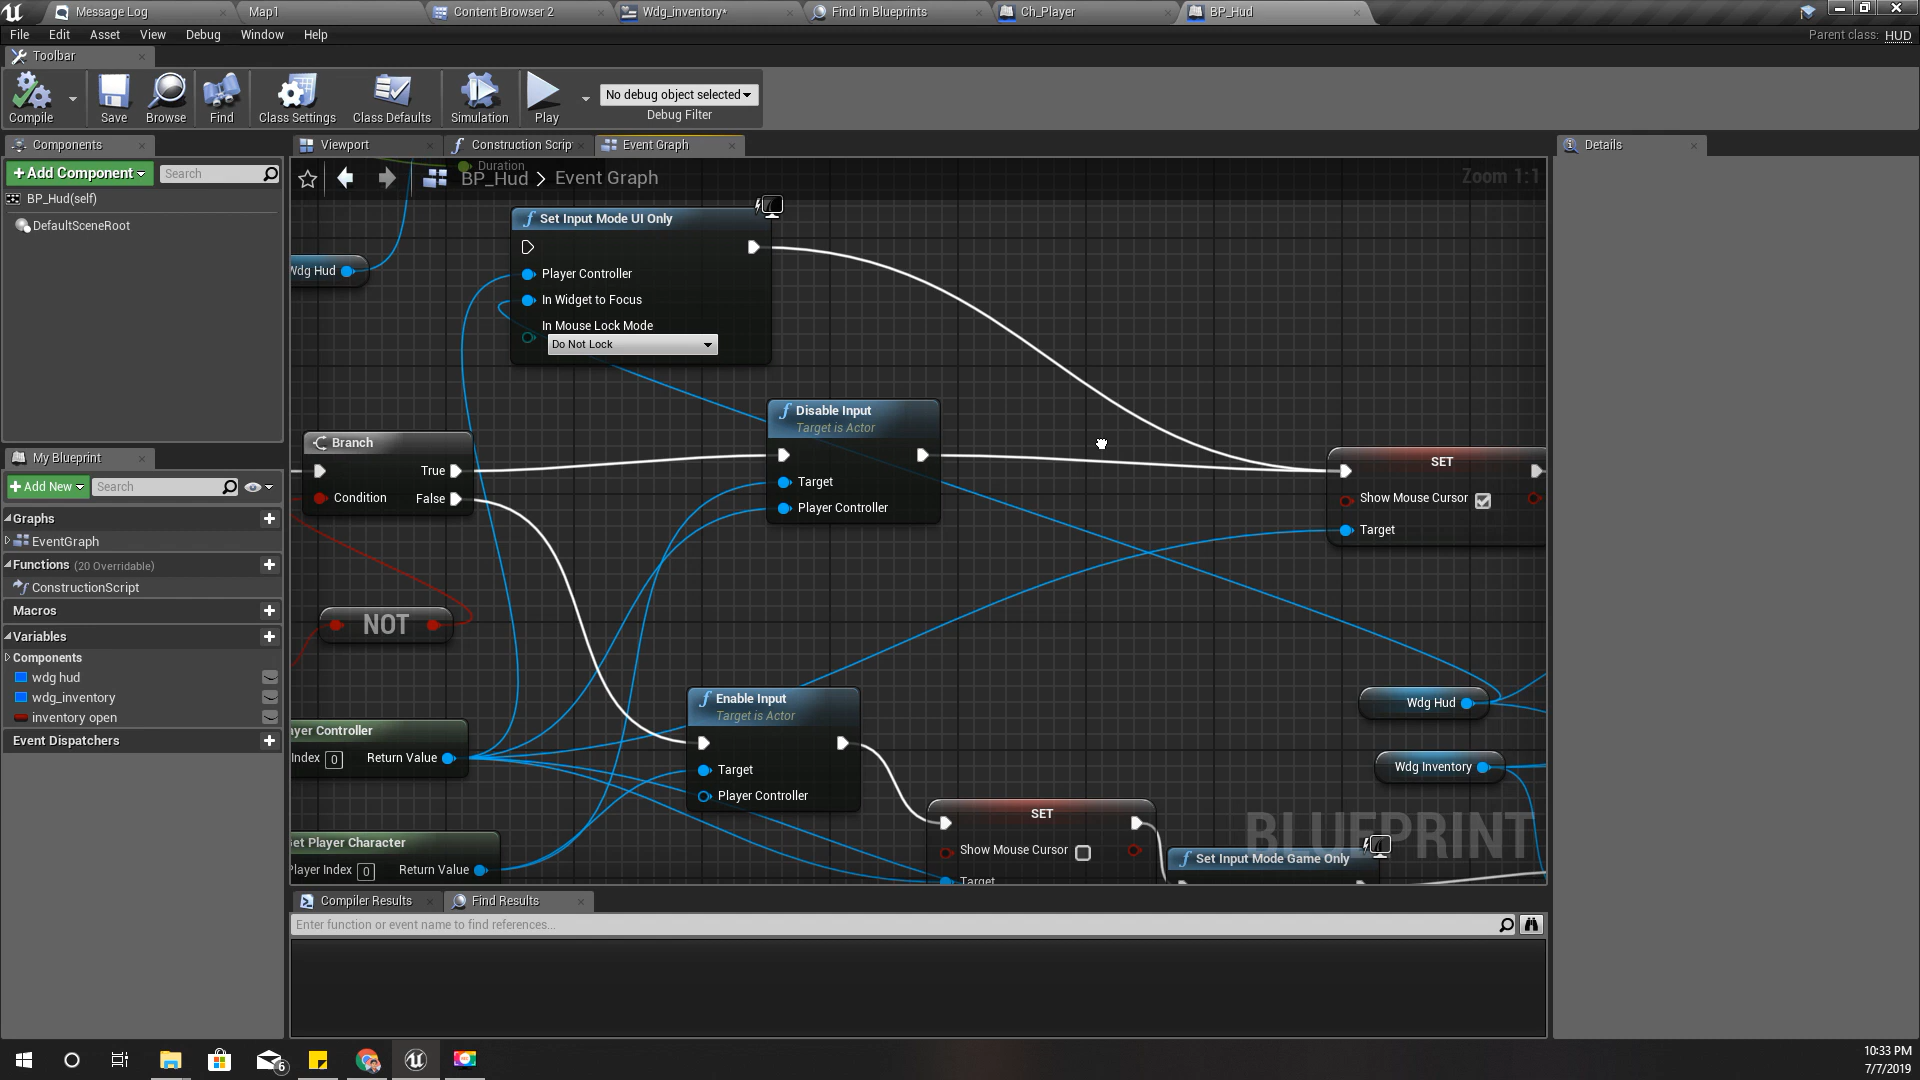 Message Log
Map1
Content Browser 2
Wdg_inventory*
Find in Blueprints
Ch_Player
BP_Hud
File Edit Asset View Debug Window Help
Parent class: HUD
Toolbar
Compile
Save
Browse
Find
Class Settings
Class Defaults
Simulation
Play
No debug object selected
Debug Filter
Components
+Add Component
Search
BP_Hud(self)
DefaultSceneRoot
My Blueprint
+Add New
Search
Graphs
EventGraph
Functions (20 Overridable)
ConstructionScript
Macros
Variables
Components
wdg hud
wdg_inventory
inventory open
Event Dispatchers
Viewport
Construction Scrip
Event Graph
Duration
BP_Hud > Event Graph
Zoom 1:1
Set Input Mode UI Only
Player Controller
In Widget to Focus
In Mouse Lock Mode
Do Not Lock
Wdg Hud
Disable Input
Target is Actor
Target
Player Controller
Branch
True
Condition
False
SET
Show Mouse Cursor
Target
NOT
Enable Input
Target is Actor
Target
Player Controller
Wdg Hud
Wdg Inventory
yer Controller
Index 0
Return Value
et Player Character
Player Index 0
Return Value
SET
Show Mouse Cursor
Target
Set Input Mode Game Only
BLUEPRINT
Compiler Results
Find Results
Enter function or event name to find references...
Details
6
10:33 PM
7/7/2019